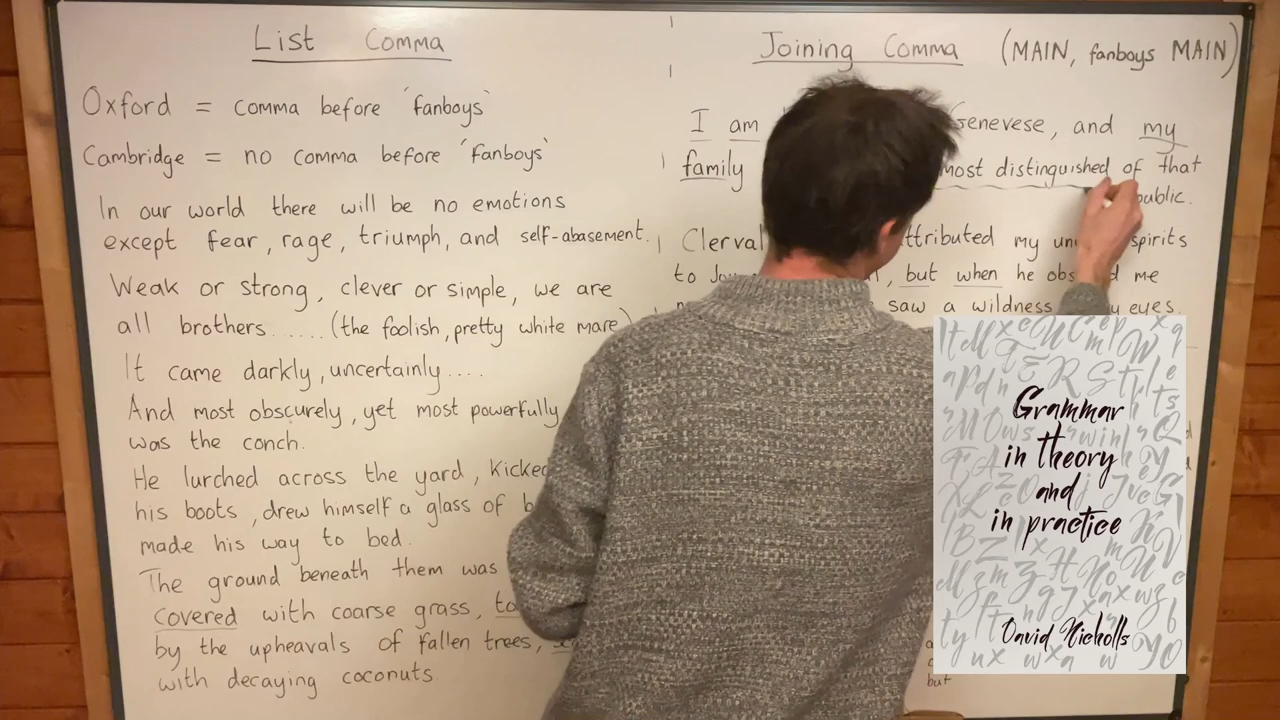 List Comma
Oxford = comma before 'fanboys'
Cambridge = no comma before 'fanboys'
In our world there will be no emotions
except fear, rage, triumph, and self-abasement.
Weak or strong, clever or simple, we are
all brothers...... (the foolish, pretty white mare)
It came darkly, uncertainly....
And most obscurely, yet most powerfully
was the conch.
He lurched across the yard, kicked
his boots, drew himself a glass of
made his way to bed.
The ground beneath them was
covered with coarse grass,
by the upheavals of fallen trees,
with decaying coconuts.
Joining Comma (MAIN, fanboys MAIN)
I am Genevese, and my
family most distinguished of that
public.
Clerval attributed my spirits
to , but when he me
saw a wildness eyes.
but
Grammar
in theory
and
in practice
David Nicholls